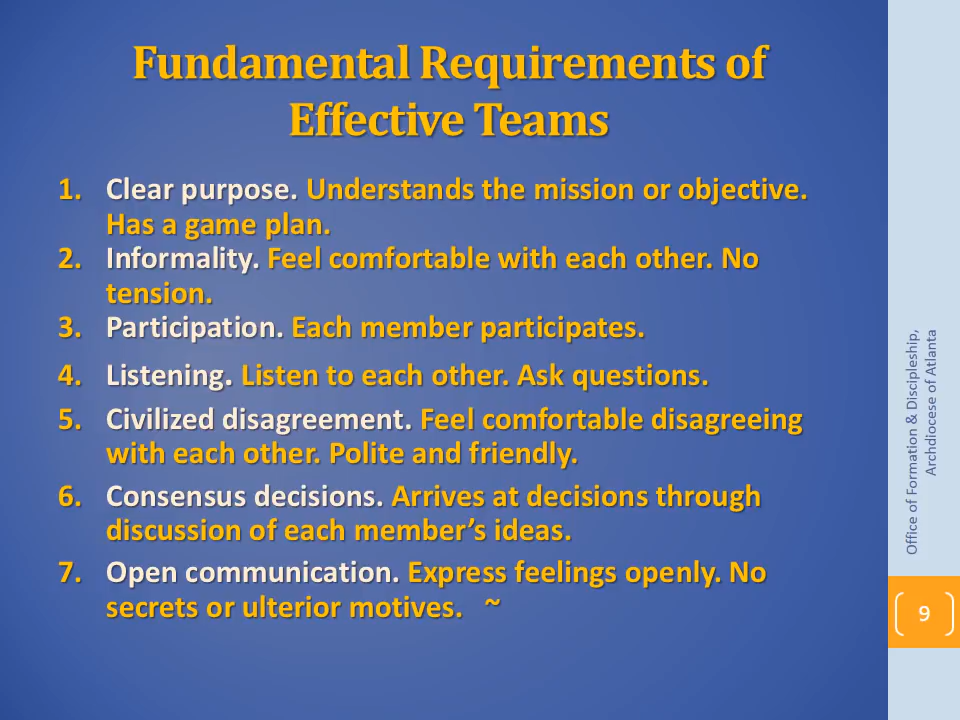 Fundamental Requirements of
Effective Teams
1. Clear purpose. Understands the mission or objective.
Has a game plan.
2. Informality. Feel comfortable with each other. No
tension.
3. Participation. Each member participates.
4. Listening. Listen to each other. Ask questions.
5. Civilized disagreement. Feel comfortable disagreeing
with each other. Polite and friendly.
6. Consensus decisions. Arrives at decisions through
discussion of each member’s ideas.
7. Open communication. Express feelings openly. No
secrets or ulterior motives. ~
Office of Formation & Discipleship,
Archdiocese of Atlanta
9